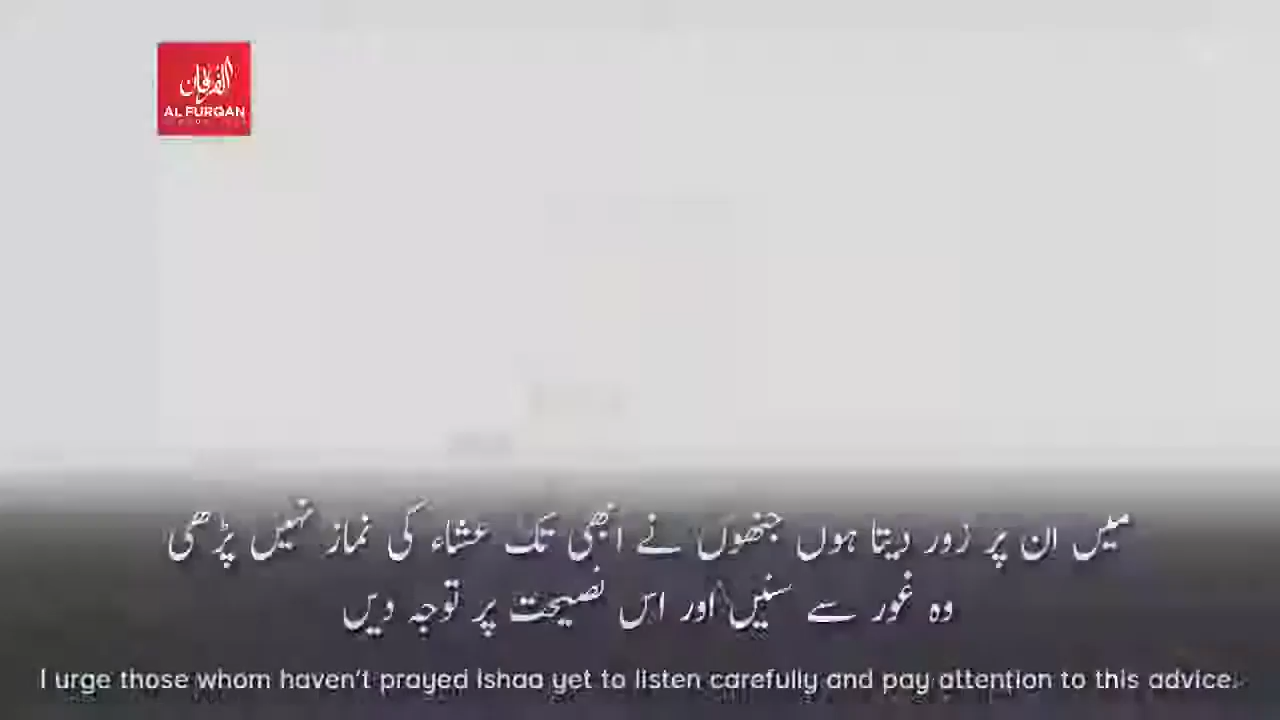 الفرقان
AL FURQAN
میں ان پر زور دیتا ہوں جنھوں نے ابھی تک عشاء کی نماز نہیں پڑھی
وہ غور سے سنیں اور اس نصیحت پر توجہ دیں
I urge those whom haven't prayed Ishaa yet to listen carefully and pay attention to this advice.